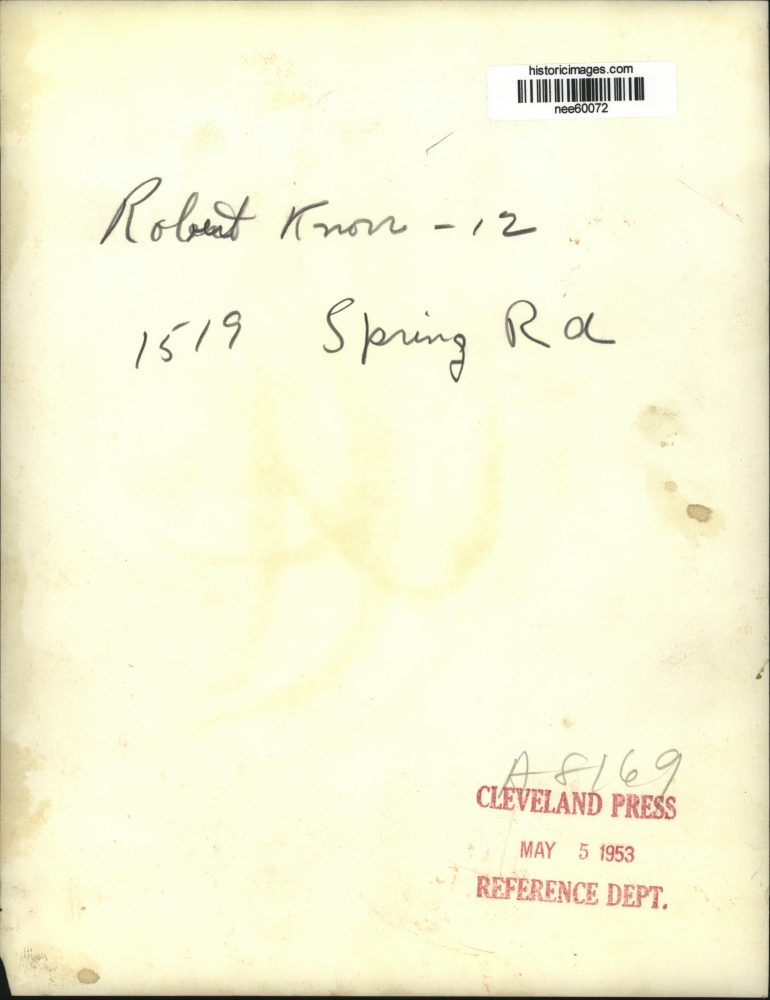 historicimages.com
nee60072
Robert Knorr - 12
1519 Spring Rd
A8169
CLEVELAND PRESS
MAY 5 1953
REFERENCE DEPT.